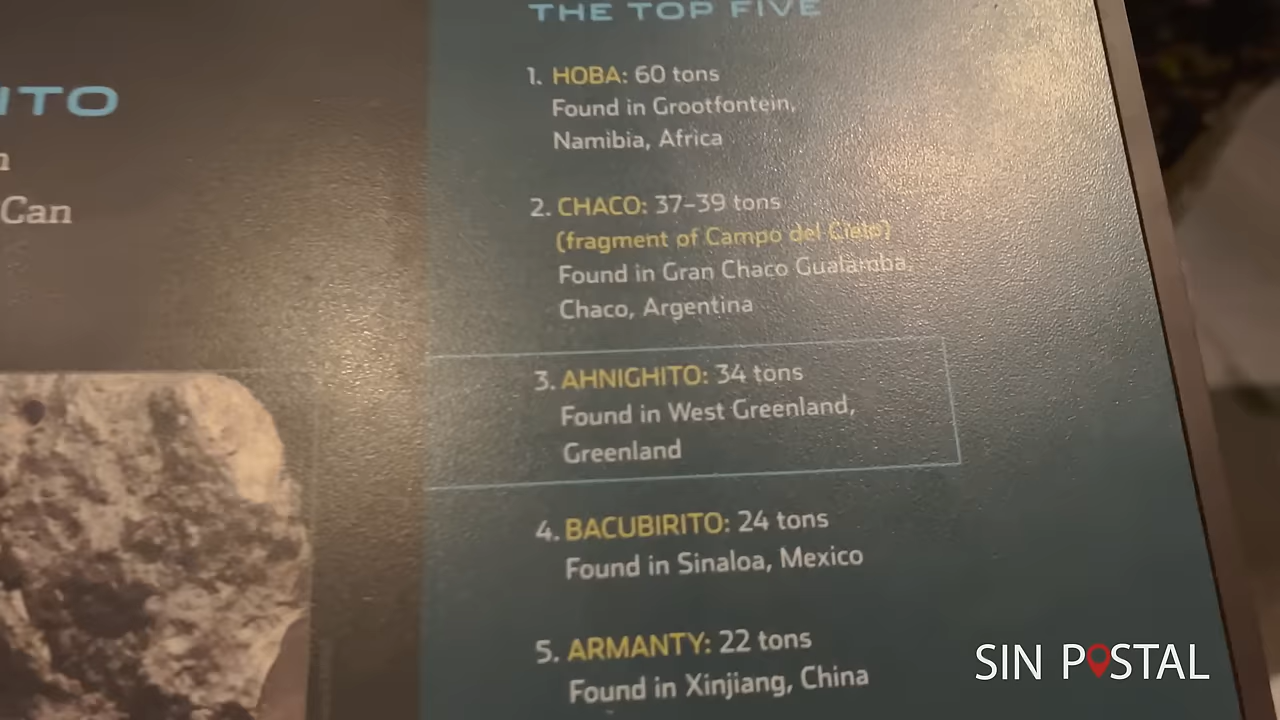 ITO
Can
THE TOP FIVE
1. HOBA: 60 tons
Found in Grootfontein,
Namibia, Africa
2. CHACO: 37–39 tons
(fragment of Campo del Cielo)
Found in Gran Chaco Gualamba,
Chaco, Argentina
3. AHNIGHITO: 34 tons
Found in West Greenland,
Greenland
4. BACUBIRITO: 24 tons
Found in Sinaloa, Mexico
5. ARMANTY: 22 tons
Found in Xinjiang, China
SIN POSTAL